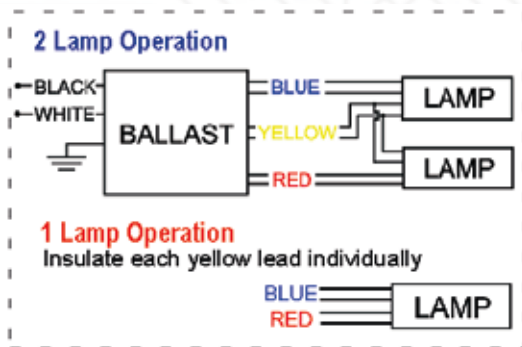 2 Lamp Operation
BLACK
WHITE
BALLAST
BLUE
YELLOW
RED
LAMP
LAMP
1 Lamp Operation
Insulate each yellow lead individually
BLUE
RED
LAMP